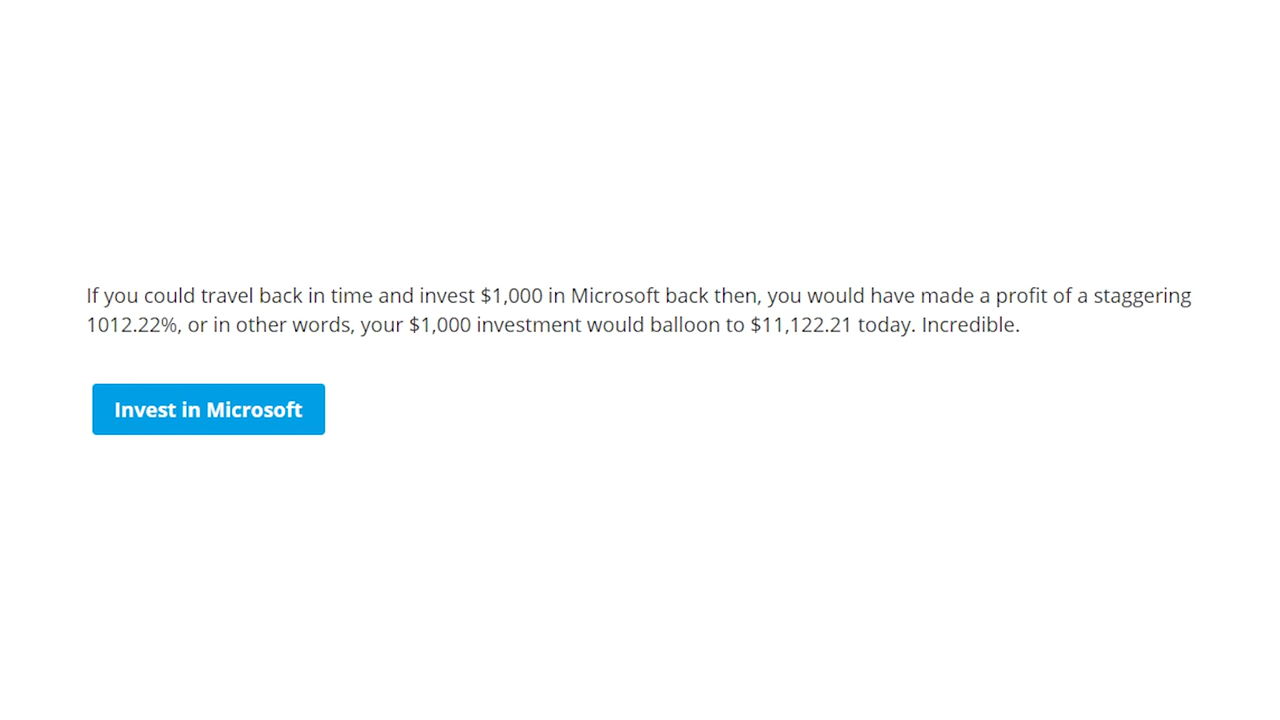 If you could travel back in time and invest $1,000 in Microsoft back then, you would have made a profit of a staggering
1012.22%, or in other words, your $1,000 investment would balloon to $11,122.21 today. Incredible.
Invest in Microsoft